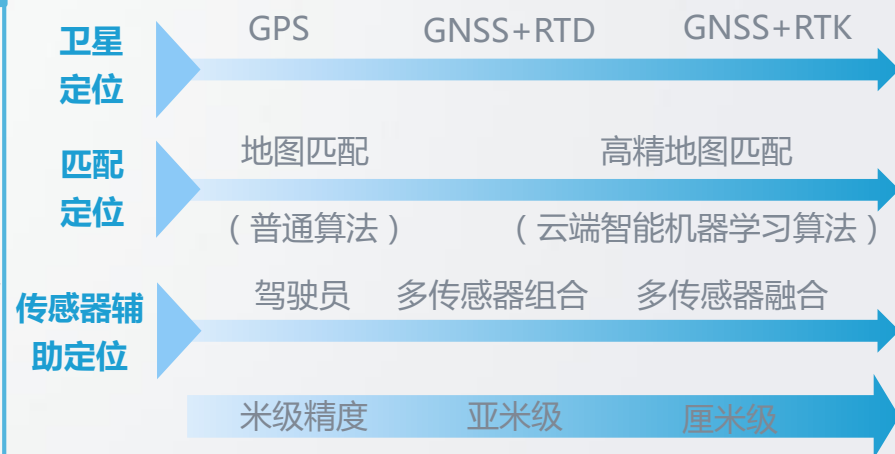 卫星
定位
GPS GNSS+RTD GNSS+RTK
匹配
定位
地图匹配 高精地图匹配
（普通算法） （云端智能机器学习算法）
传感器辅
助定位
驾驶员 多传感器组合 多传感器融合
米级精度 亚米级 厘米级